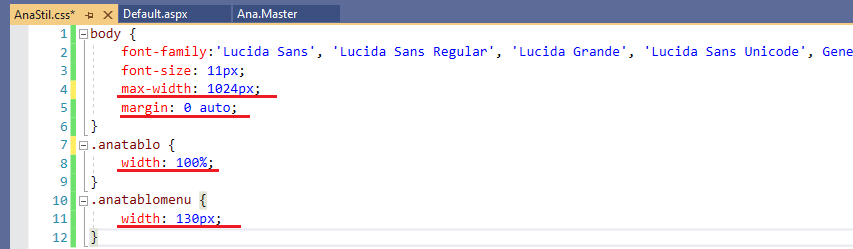 AnaStil.css* Default.aspx Ana.Master
1 body {
2 font-family:'Lucida Sans', 'Lucida Sans Regular', 'Lucida Grande', 'Lucida Sans Unicode', Gene
3 font-size: 11px;
4 max-width: 1024px;
5 margin: 0 auto;
6 }
7 .anatablo {
8 width: 100%;
9 }
10 .anatablomenu {
11 width: 130px;
12 }